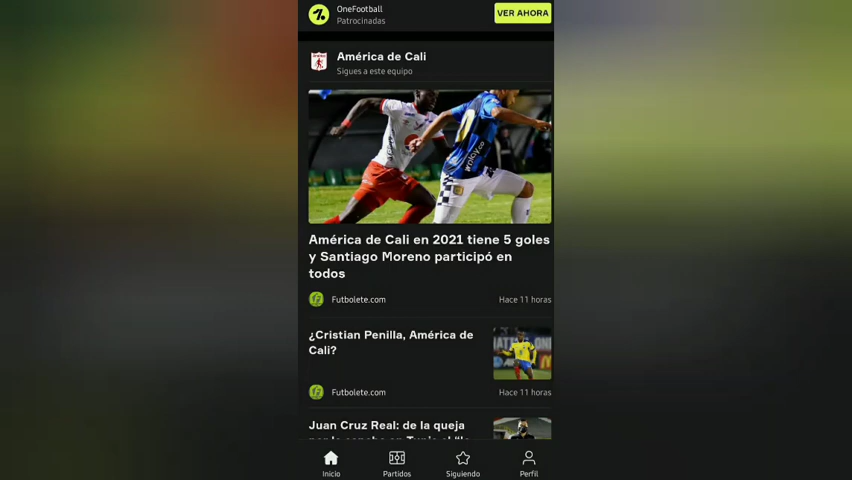 OneFootball
Patrocinadas
VER AHORA
América de Cali
Sigues a este equipo
América de Cali en 2021 tiene 5 goles
y Santiago Moreno participó en
todos
Futbolete.com
Hace 11 horas
¿Cristian Penilla, América de
Cali?
Futbolete.com
Hace 11 horas
Juan Cruz Real: de la queja
Inicio
Partidos
Siguiendo
Perfil